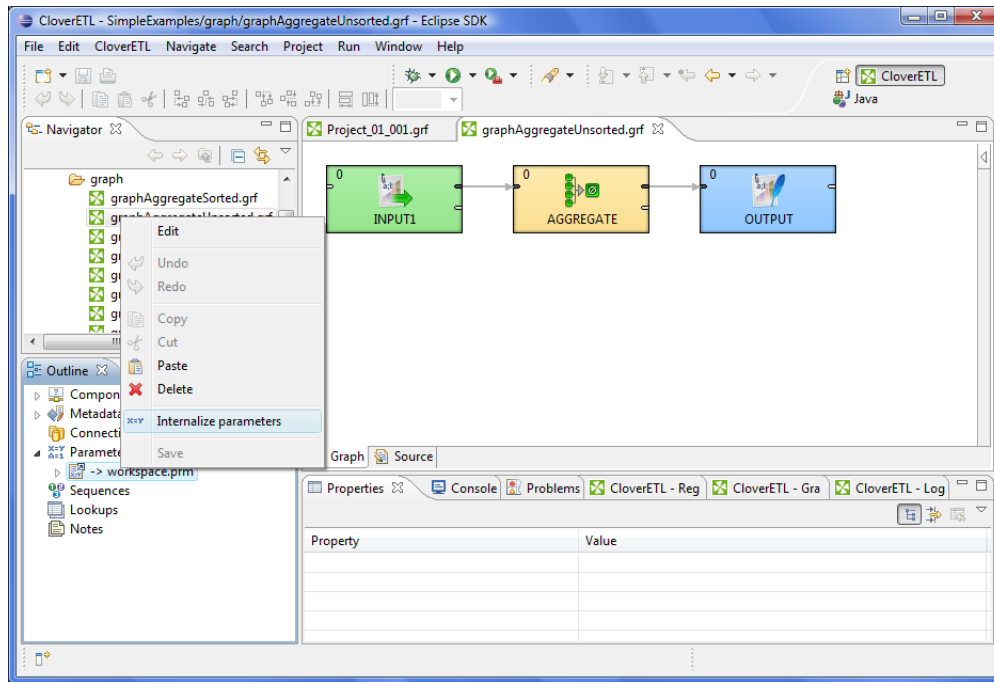 CloverETL - SimpleExamples/graph/graphAggregateUnsorted.grf - Eclipse SDK
File Edit CloverETL Navigate Search Project Run Window Help
CloverETL
Java
Navigator
Project_01_001.grf graphAggregateUnsorted.grf
graph
graphAggregateSorted.grf
graphAggregateUnsorted.grf
0 INPUT1
0 AGGREGATE
0 OUTPUT
Edit
Undo
Redo
Copy
Cut
Paste
Delete
x=y Internalize parameters
Save
Outline
Compon
Metadata
Connecti
Paramete
-> workspace.prm
Sequences
Lookups
Notes
Graph Source
Properties Console Problems CloverETL - Reg CloverETL - Gra CloverETL - Log
Property Value